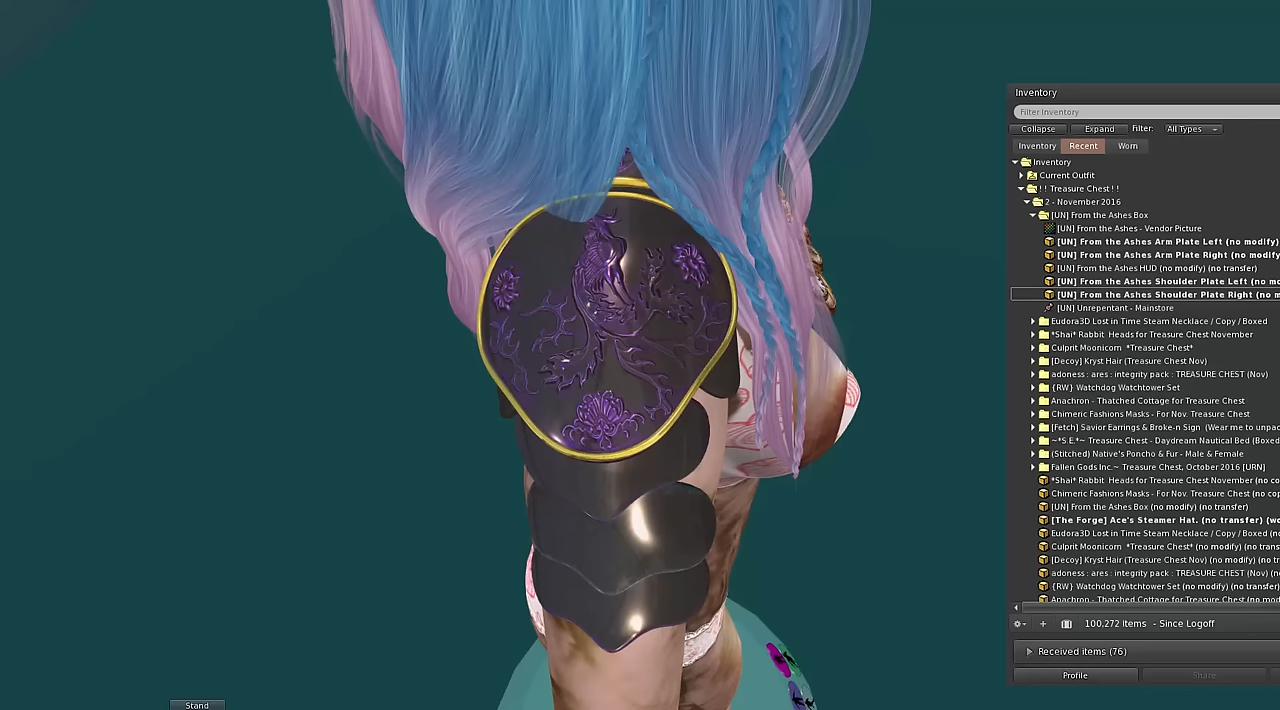 Inventory
Filter Inventory
Collapse Expand Filter: All Types
Inventory Recent Worn
Inventory
Current Outfit
! ! Treasure Chest ! !
2 - November 2016
[UN] From the Ashes Box
[UN] From the Ashes - Vendor Picture
[UN] From the Ashes Arm Plate Left (no modify)
[UN] From the Ashes Arm Plate Right (no modify
[UN] From the Ashes HUD (no modify) (no transfer)
[UN] From the Ashes Shoulder Plate Left (no mo
[UN] From the Ashes Shoulder Plate Right (no m
[UN] Unrepentant - Mainstore
Eudora3D Lost in Time Steam Necklace / Copy / Boxed
*Shai* Rabbit Heads for Treasure Chest November
Culprit Moonicorn *Treasure Chest*
[Decoy] Kryst Hair (Treasure Chest Nov)
adoness : ares : integrity pack : TREASURE CHEST (Nov)
{RW} Watchdog Watchtower Set
Anachron - Thatched Cottage for Treasure Chest
Chimeric Fashions Masks - For Nov. Treasure Chest
[Fetch] Savior Earrings & Broke-n Sign (Wear me to unpac
~*S.E.*~ Treasure Chest - Daydream Nautical Bed (Boxed
(Stitched) Native's Poncho & Fur - Male & Female
Fallen Gods Inc.~ Treasure Chest, October 2016 [URN]
*Shai* Rabbit Heads for Treasure Chest November (no co
Chimeric Fashions Masks - For Nov. Treasure Chest (no cop
[UN] From the Ashes Box (no modify) (no transfer)
[The Forge] Ace's Steamer Hat. (no transfer) (wo
Eudora3D Lost in Time Steam Necklace / Copy / Boxed (no
Culprit Moonicorn *Treasure Chest* (no modify) (no trans
[Decoy] Kryst Hair (Treasure Chest Nov) (no modify) (no tra
adoness : ares : integrity pack : TREASURE CHEST (Nov) (n
{RW} Watchdog Watchtower Set (no modify) (no transfer)
Anachron - Thatched Cottage for Treasure Chest (no modify
100,272 Items - Since Logoff
Received items (76)
Profile Share
Stand